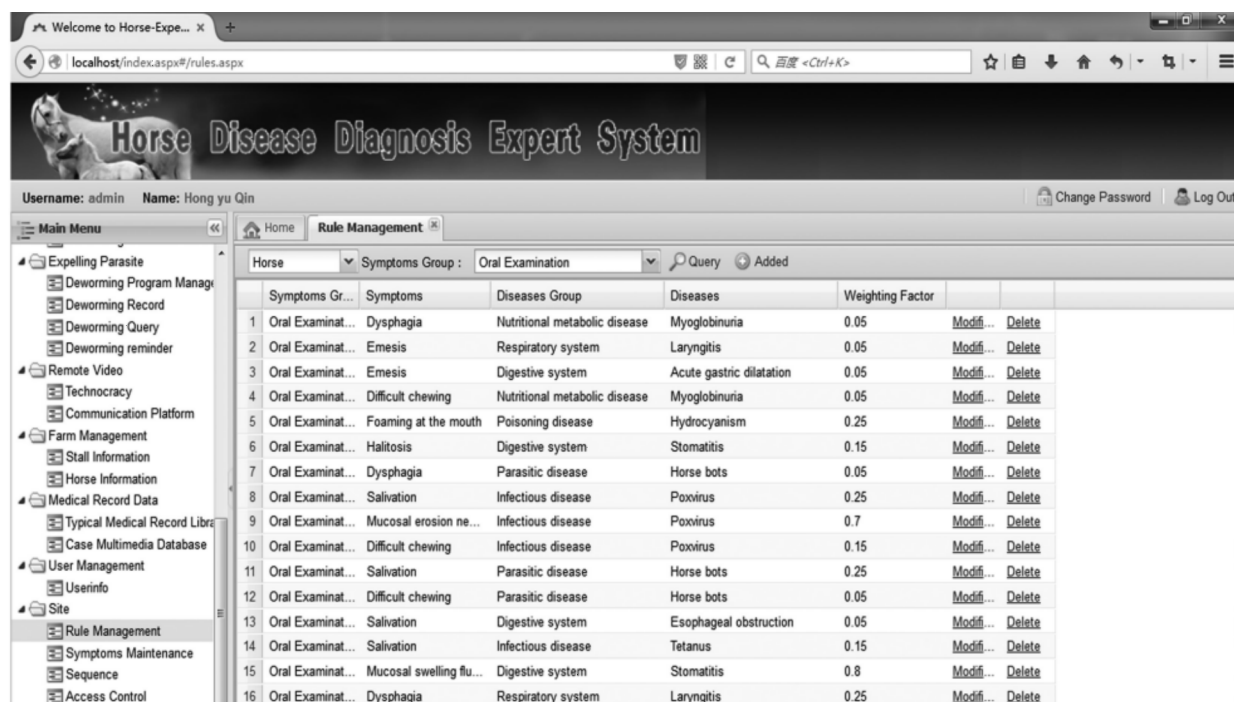 Welcome to Horse-Expe... × +
localhost/index.aspx#/rules.aspx 百度 <Ctrl+K>
Horse Disease Diagnosis Expert System
Username: admin Name: Hong yu Qin Change Password Log Out
Main Menu Home Rule Management
Horse Symptoms Group : Oral Examination Query Added
Expelling Parasite
Deworming Program Manage
Deworming Record
Deworming Query
Deworming reminder
Remote Video
Technocracy
Communication Platform
Farm Management
Stall Information
Horse Information
Medical Record Data
Typical Medical Record Libra
Case Multimedia Database
User Management
Userinfo
Site
Rule Management
Symptoms Maintenance
Sequence
Access Control
Symptoms Gr... Symptoms Diseases Group Diseases Weighting Factor
1 Oral Examinat... Dysphagia Nutritional metabolic disease Myoglobinuria 0.05 Modifi... Delete
2 Oral Examinat... Emesis Respiratory system Laryngitis 0.05 Modifi... Delete
3 Oral Examinat... Emesis Digestive system Acute gastric dilatation 0.05 Modifi... Delete
4 Oral Examinat... Difficult chewing Nutritional metabolic disease Myoglobinuria 0.05 Modifi... Delete
5 Oral Examinat... Foaming at the mouth Poisoning disease Hydrocyanism 0.25 Modifi... Delete
6 Oral Examinat... Halitosis Digestive system Stomatitis 0.15 Modifi... Delete
7 Oral Examinat... Dysphagia Parasitic disease Horse bots 0.05 Modifi... Delete
8 Oral Examinat... Salivation Infectious disease Poxvirus 0.25 Modifi... Delete
9 Oral Examinat... Mucosal erosion ne... Infectious disease Poxvirus 0.7 Modifi... Delete
10 Oral Examinat... Difficult chewing Infectious disease Poxvirus 0.15 Modifi... Delete
11 Oral Examinat... Salivation Parasitic disease Horse bots 0.25 Modifi... Delete
12 Oral Examinat... Difficult chewing Parasitic disease Horse bots 0.05 Modifi... Delete
13 Oral Examinat... Salivation Digestive system Esophageal obstruction 0.05 Modifi... Delete
14 Oral Examinat... Salivation Infectious disease Tetanus 0.15 Modifi... Delete
15 Oral Examinat... Mucosal swelling flu... Digestive system Stomatitis 0.8 Modifi... Delete
16 Oral Examinat... Dysphagia Respiratory system Laryngitis 0.25 Modifi... Delete